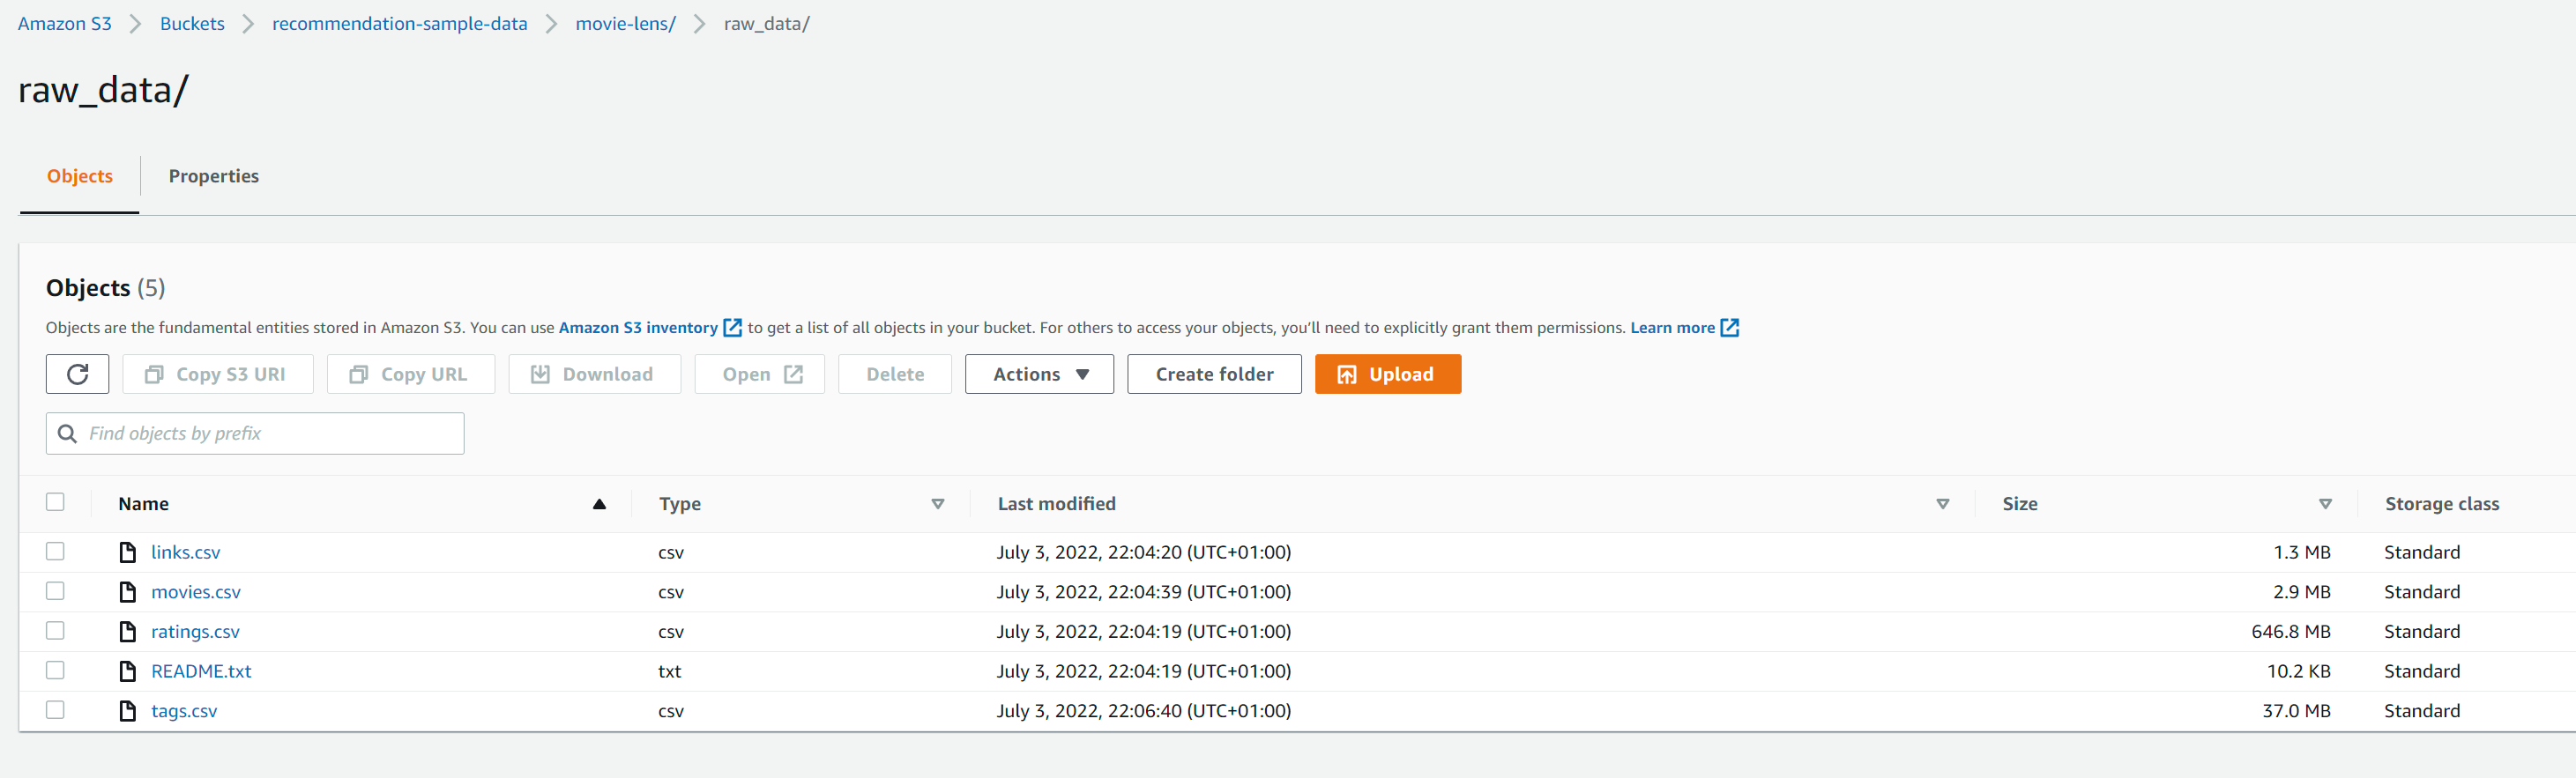 Amazon S3 > Buckets > recommendation-sample-data > movie-lens/ > raw_data/
raw_data/
Objects Properties
Objects (5)
Objects are the fundamental entities stored in Amazon S3. You can use Amazon S3 inventory to get a list of all objects in your bucket. For others to access your objects, you’ll need to explicitly grant them permissions. Learn more
Copy S3 URI Copy URL Download Open Delete Actions Create folder Upload
Find objects by prefix
Name Type Last modified Size Storage class
links.csv csv July 3, 2022, 22:04:20 (UTC+01:00) 1.3 MB Standard
movies.csv csv July 3, 2022, 22:04:39 (UTC+01:00) 2.9 MB Standard
ratings.csv csv July 3, 2022, 22:04:19 (UTC+01:00) 646.8 MB Standard
README.txt txt July 3, 2022, 22:04:19 (UTC+01:00) 10.2 KB Standard
tags.csv csv July 3, 2022, 22:06:40 (UTC+01:00) 37.0 MB Standard